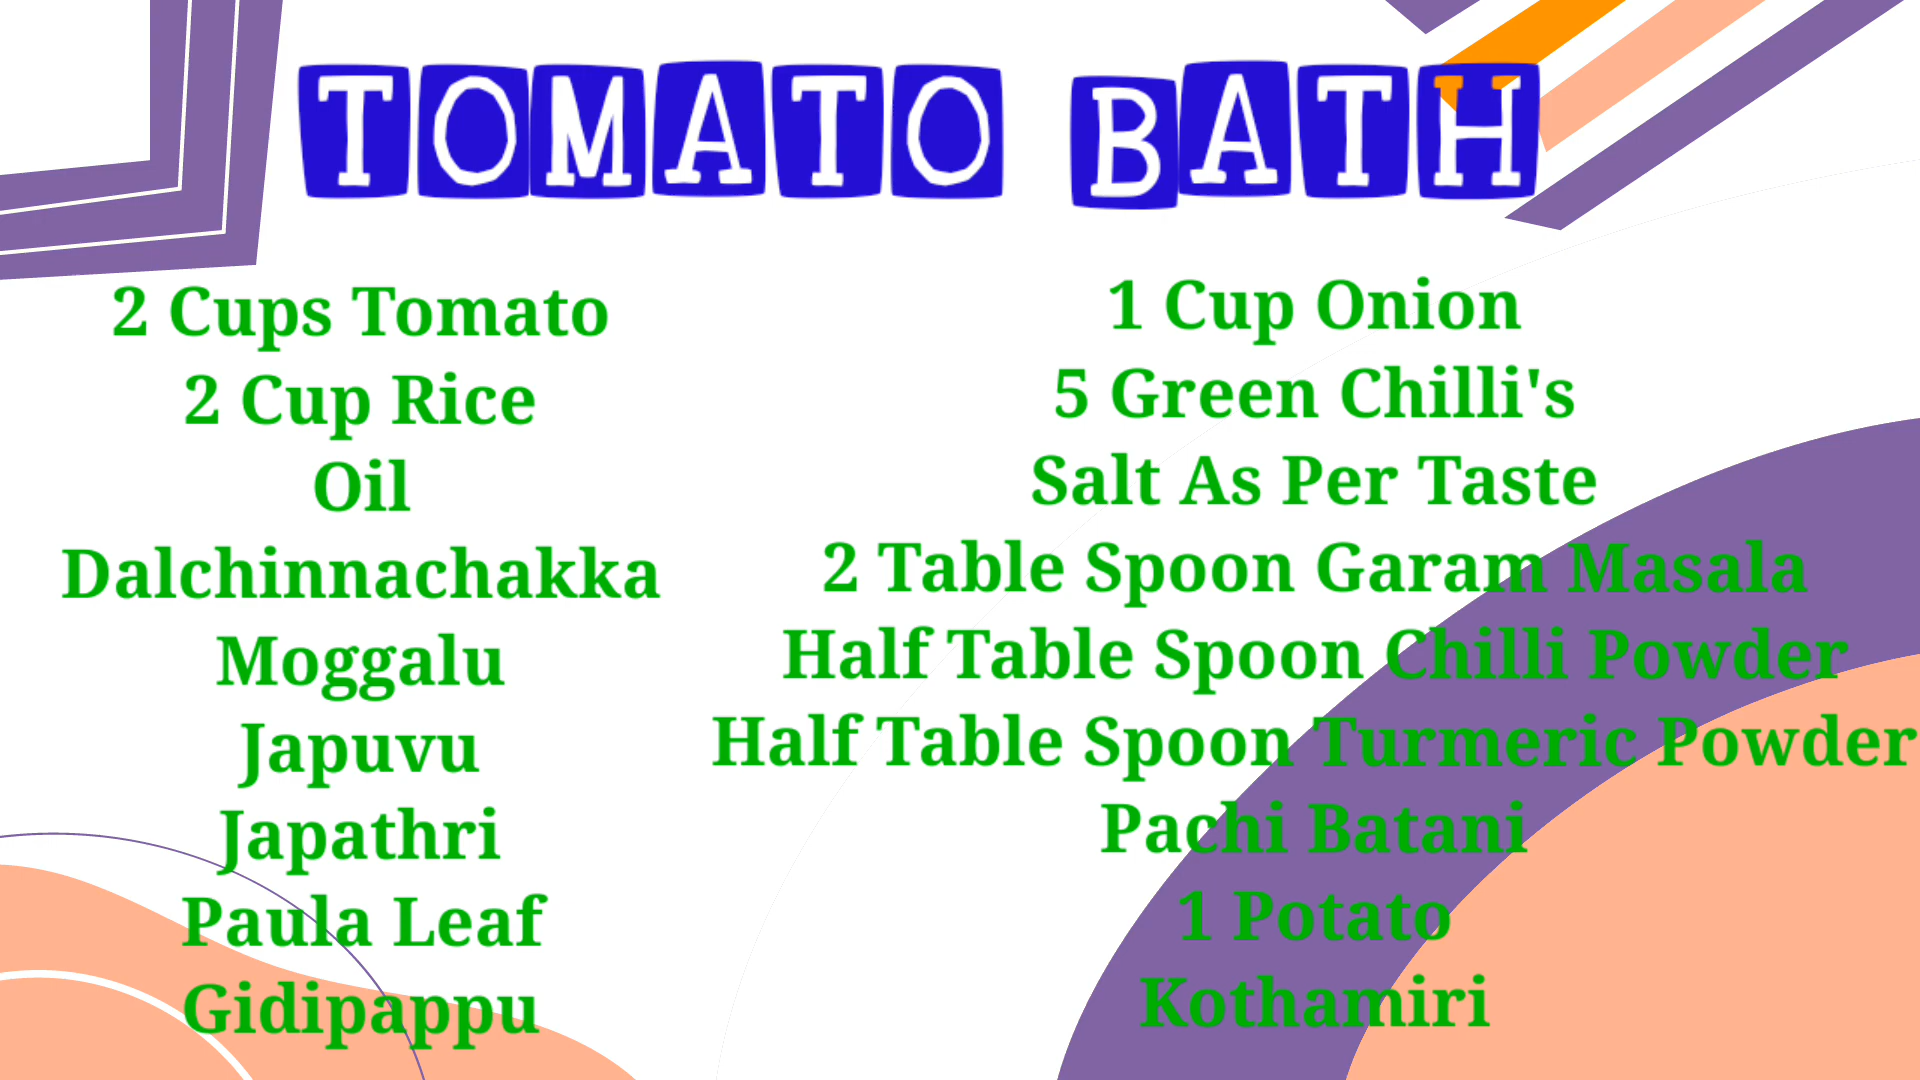 TOMATO BATH
2 Cups Tomato
2 Cup Rice
Oil
Dalchinnachakka
Moggalu
Japuvu
Japathri
Paula Leaf
Gidipappu
1 Cup Onion
5 Green Chilli's
Salt As Per Taste
2 Table Spoon Garam Masala
Half Table Spoon Chilli Powder
Half Table Spoon Turmeric Powder
Pachi Batani
1 Potato
Kothamiri